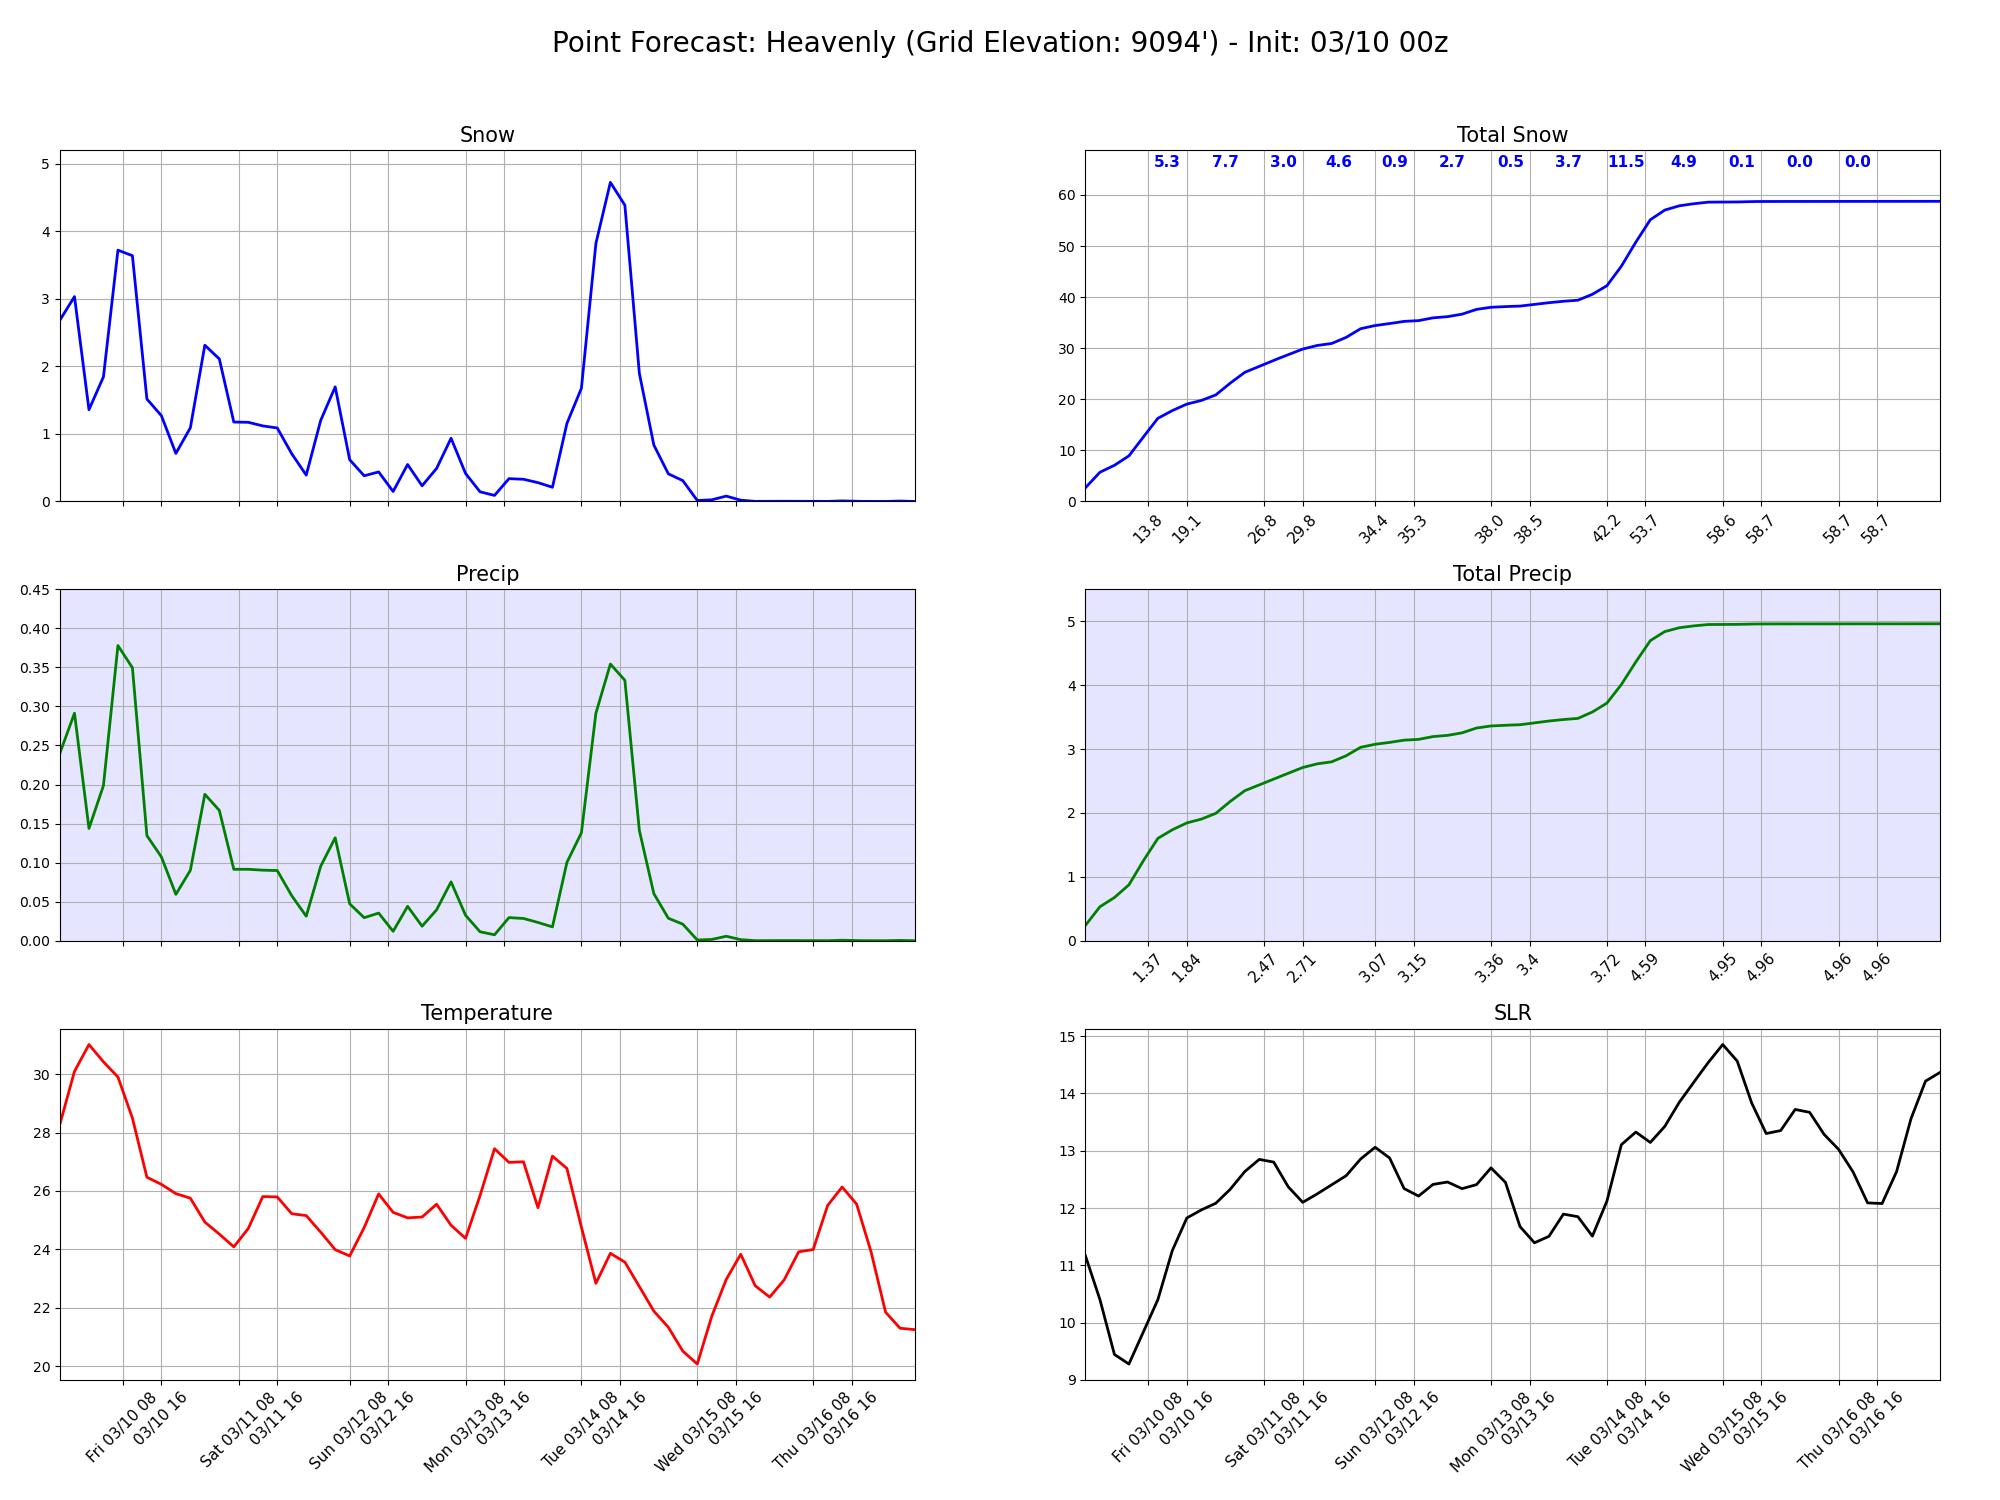 Point Forecast: Heavenly (Grid Elevation: 9094') - Init: 03/10 00z
Snow
5
4
3
2
1
0
Total Snow
5.3 7.7 3.0 4.6 0.9 2.7 0.5 3.7 11.5 4.9 0.1 0.0 0.0
60
50
40
30
20
10
0
13.8 19.1 26.8 29.8 34.4 35.3 38.0 38.5 42.2 53.7 58.6 58.7 58.7 58.7
Precip
0.45
0.40
0.35
0.30
0.25
0.20
0.15
0.10
0.05
0.00
Total Precip
5
4
3
2
1
0
1.37 1.84 2.47 2.71 3.07 3.15 3.36 3.4 3.72 4.59 4.95 4.96 4.96 4.96
Temperature
30
28
26
24
22
20
Fri 03/10 08
03/10 16
Sat 03/11 08
03/11 16
Sun 03/12 08
03/12 16
Mon 03/13 08
03/13 16
Tue 03/14 08
03/14 16
Wed 03/15 08
03/15 16
Thu 03/16 08
03/16 16
SLR
15
14
13
12
11
10
9
Fri 03/10 08
03/10 16
Sat 03/11 08
03/11 16
Sun 03/12 08
03/12 16
Mon 03/13 08
03/13 16
Tue 03/14 08
03/14 16
Wed 03/15 08
03/15 16
Thu 03/16 08
03/16 16